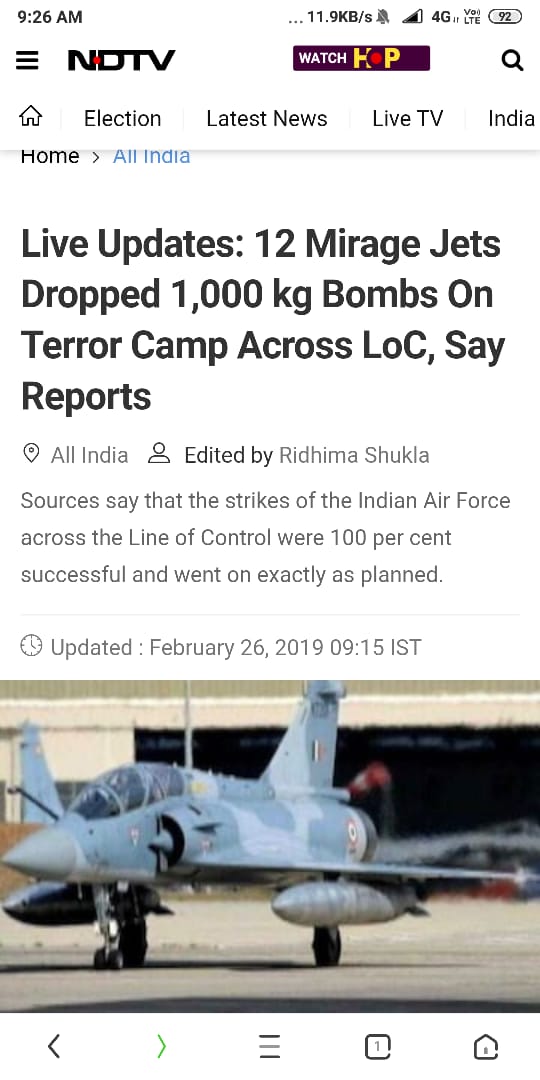 9:26 AM ... 11.9KB/s 4G Vo)) LTE 92
NDTV WATCH HOP
Election Latest News Live TV India
Home > All India
Live Updates: 12 Mirage Jets
Dropped 1,000 kg Bombs On
Terror Camp Across LoC, Say
Reports
All India Edited by Ridhima Shukla
Sources say that the strikes of the Indian Air Force
across the Line of Control were 100 per cent
successful and went on exactly as planned.
Updated : February 26, 2019 09:15 IST
1